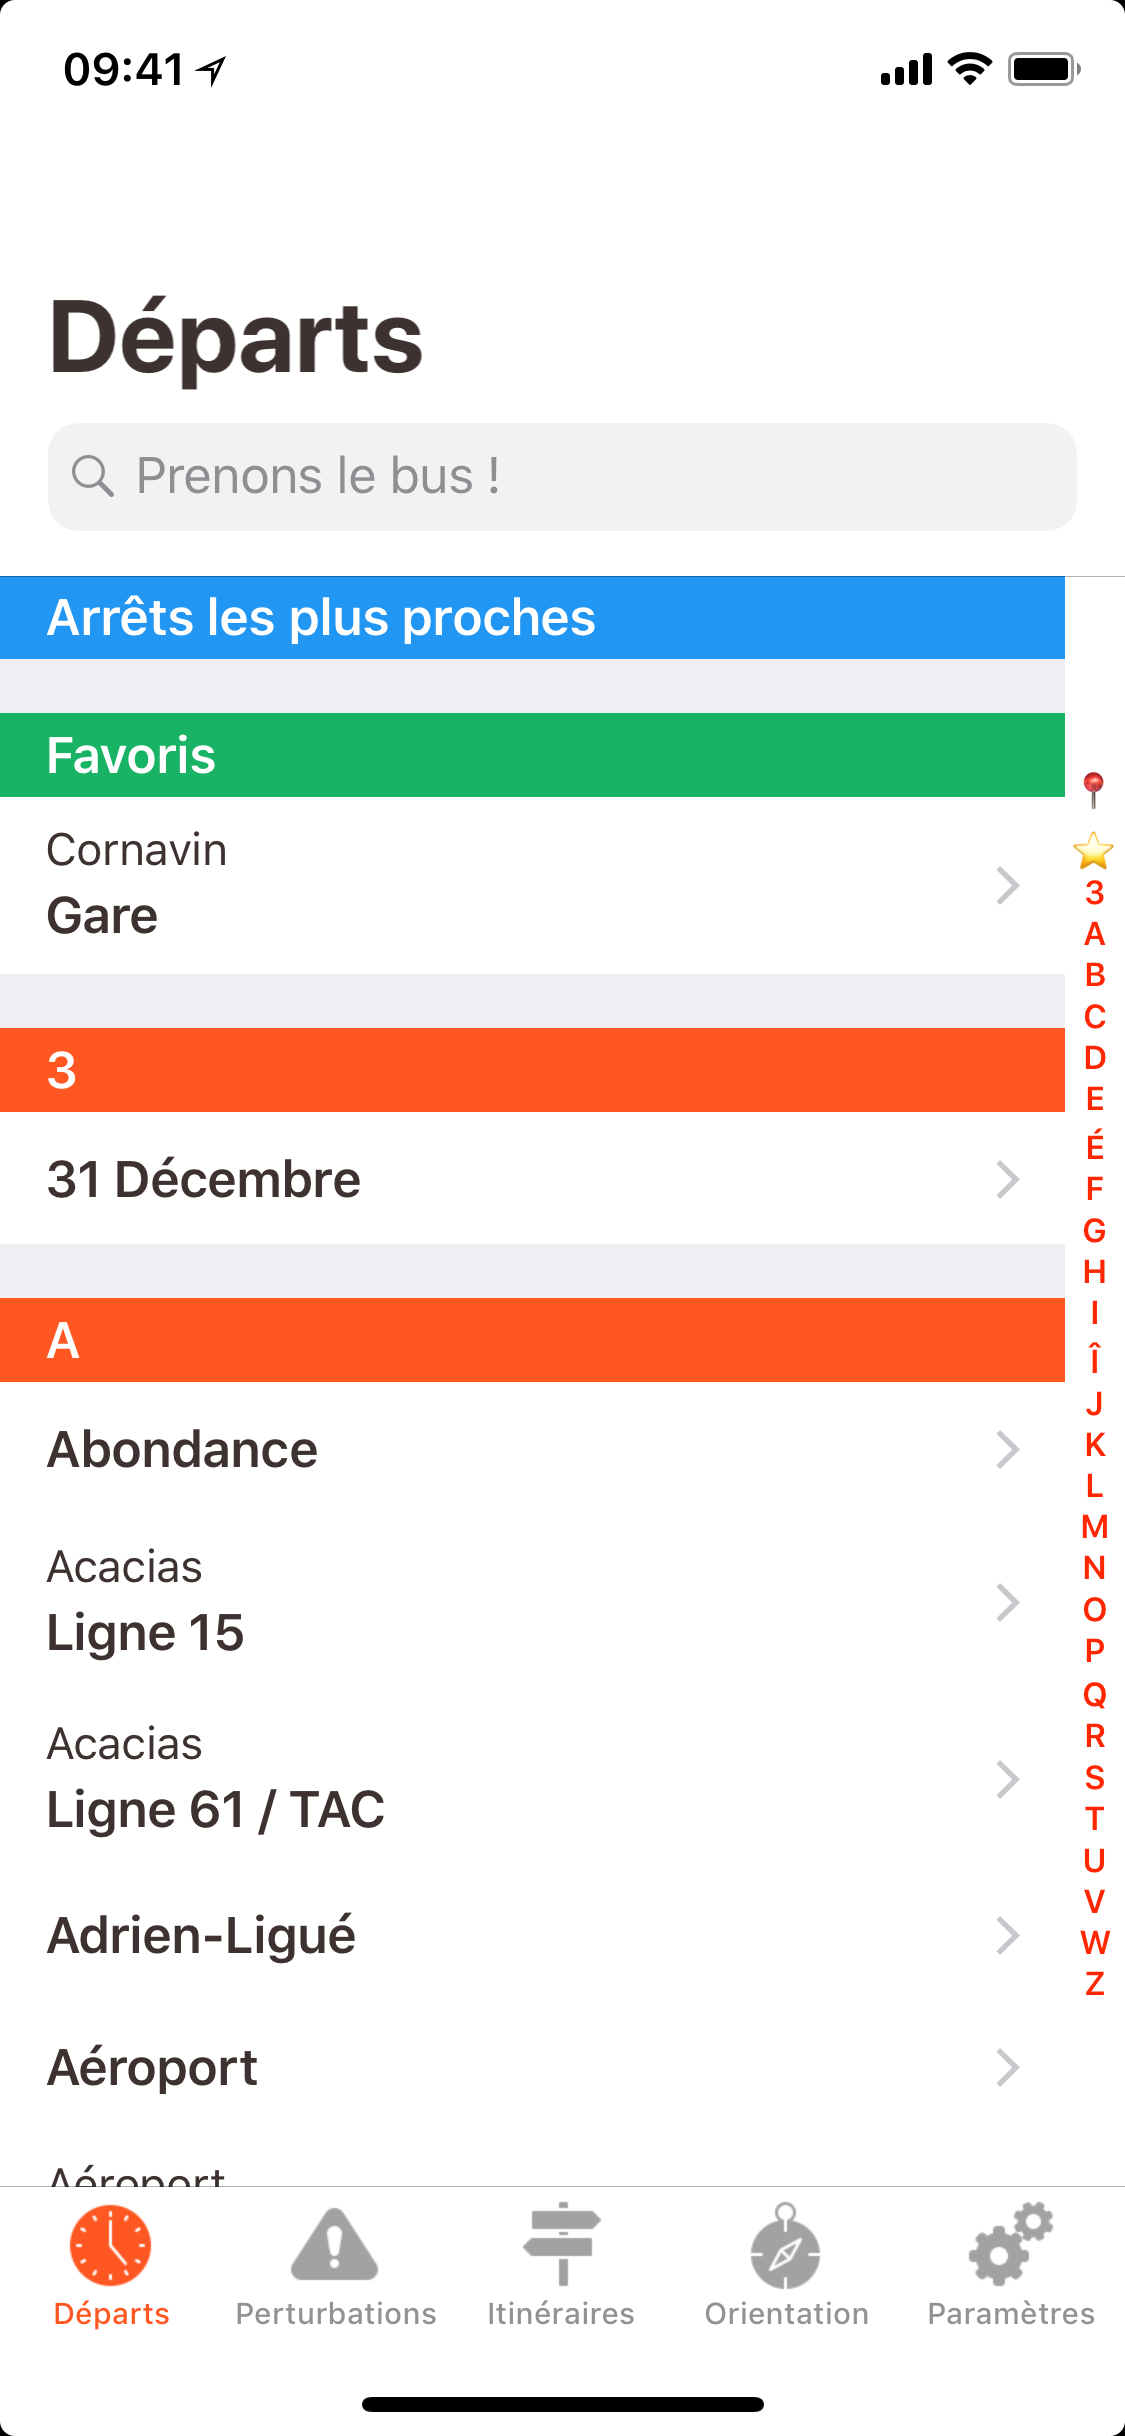 09:41
Départs
Prenons le bus !
Arrêts les plus proches
Favoris
Cornavin
Gare
3
31 Décembre
A
Abondance
Acacias
Ligne 15
Acacias
Ligne 61 / TAC
Adrien-Ligué
Aéroport
Aéroport
3
A
B
C
D
E
É
F
G
H
I
Î
J
K
L
M
N
O
P
Q
R
S
T
U
V
W
Z
Départs
Perturbations
Itinéraires
Orientation
Paramètres